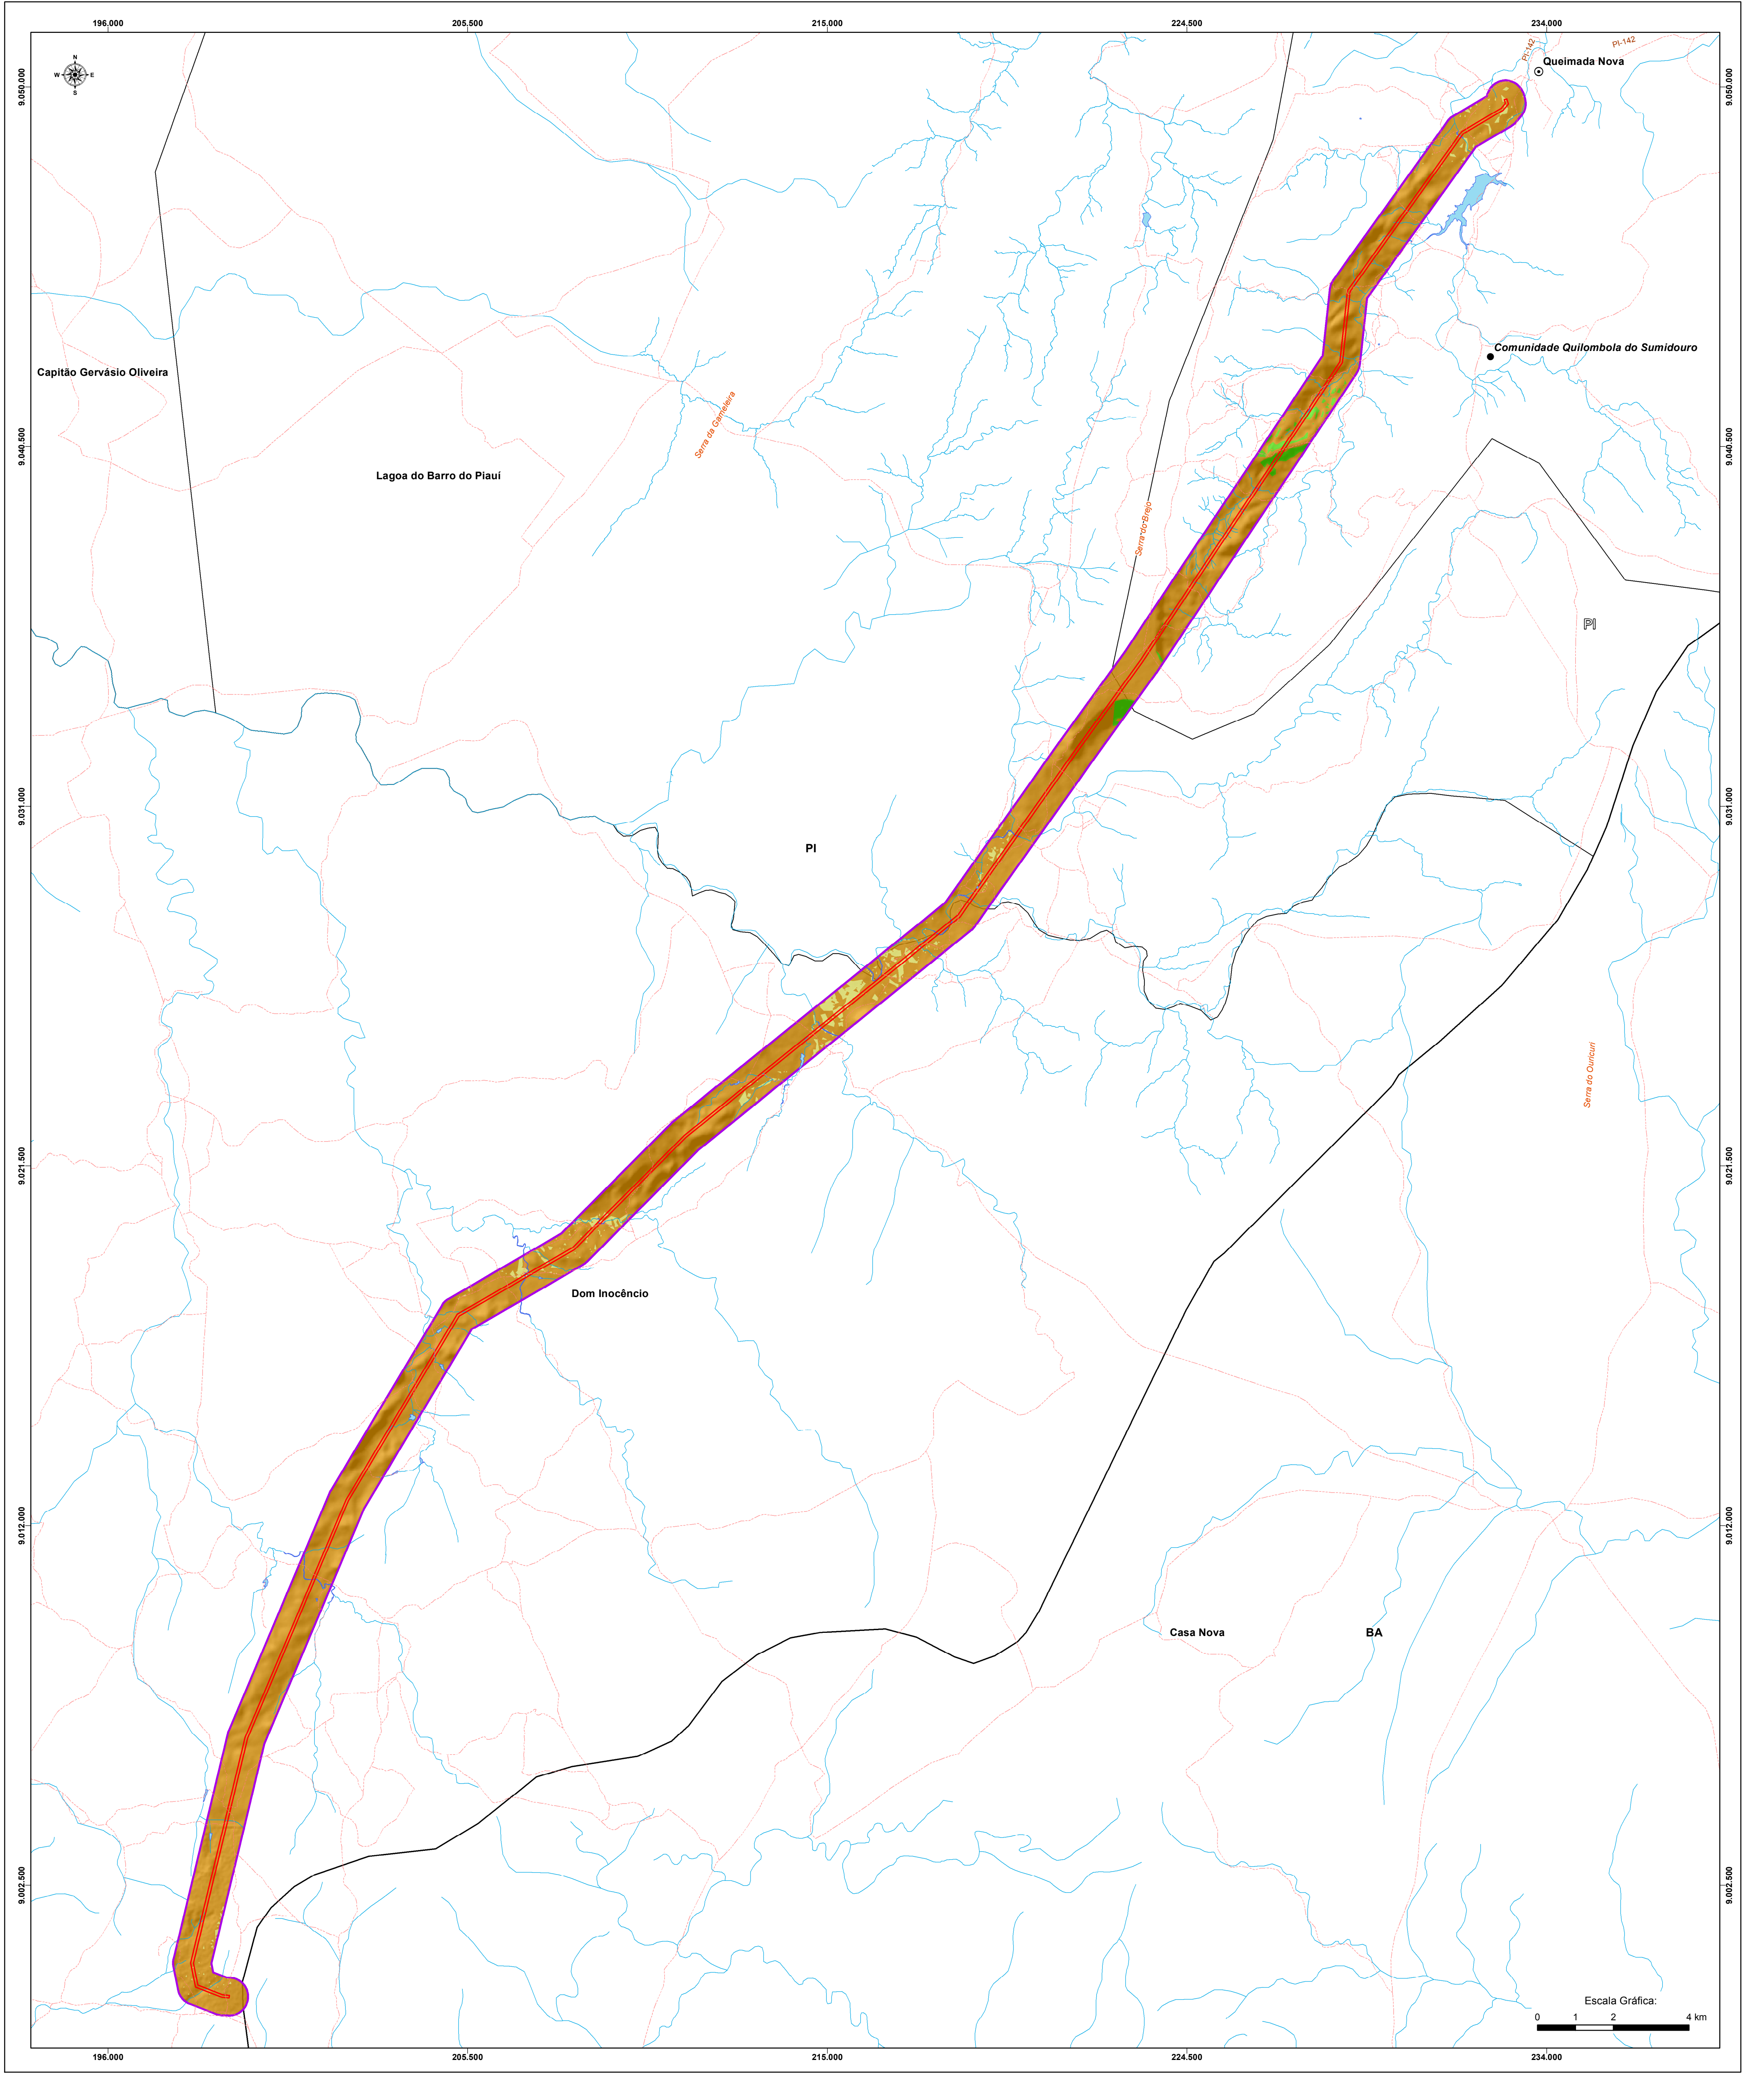 196.000 205.500 215.000 224.500 234.000
N
W E
S
PI-142
PI-142
Queimada Nova
9.050.000 9.050.000
Comunidade Quilombola do Sumidouro
Capitão Gervásio Oliveira
Serra da Gameleira
9.040.500 9.040.500
Lagoa do Barro do Piauí
Serra do Brejo
PI
9.031.000 9.031.000
PI
Serra do Ouricuri
9.021.500 9.021.500
Dom Inocêncio
9.012.000 9.012.000
Casa Nova
BA
9.002.500 9.002.500
Escala Gráfica:
0 1 2 4 km
196.000 205.500 215.000 224.500 234.000